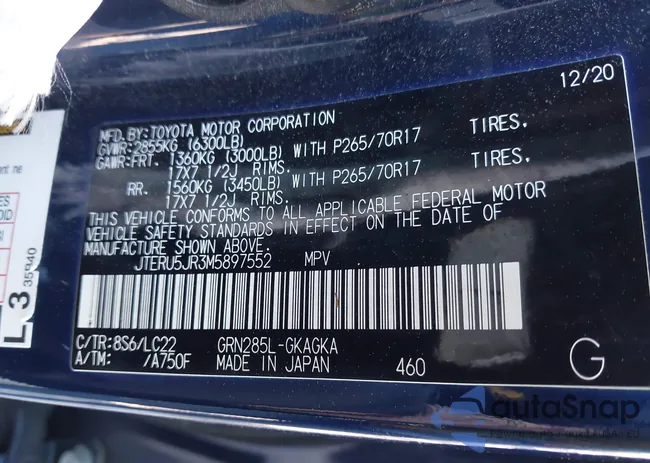 12/20
MFD.BY:TOYOTA MOTOR CORPORATION
GVWR:2855KG (6300LB)
GAWR:FRT. 1360KG (3000LB) WITH P265/70R17 TIRES.
17X7 1/2J RIMS.
RR. 1560KG (3450LB) WITH P265/70R17 TIRES.
17X7 1/2J RIMS.
THIS VEHICLE CONFORMS TO ALL APPLICABLE FEDERAL MOTOR
VEHICLE SAFETY STANDARDS IN EFFECT ON THE DATE OF
MANUFACTURE SHOWN ABOVE.
JTERU5JR3M5897552 MPV
C/TR:8S6/LC22 GRN285L-GKAGKA
A/TM: /A750F MADE IN JAPAN 460 G
L 3 35940
autaSnap